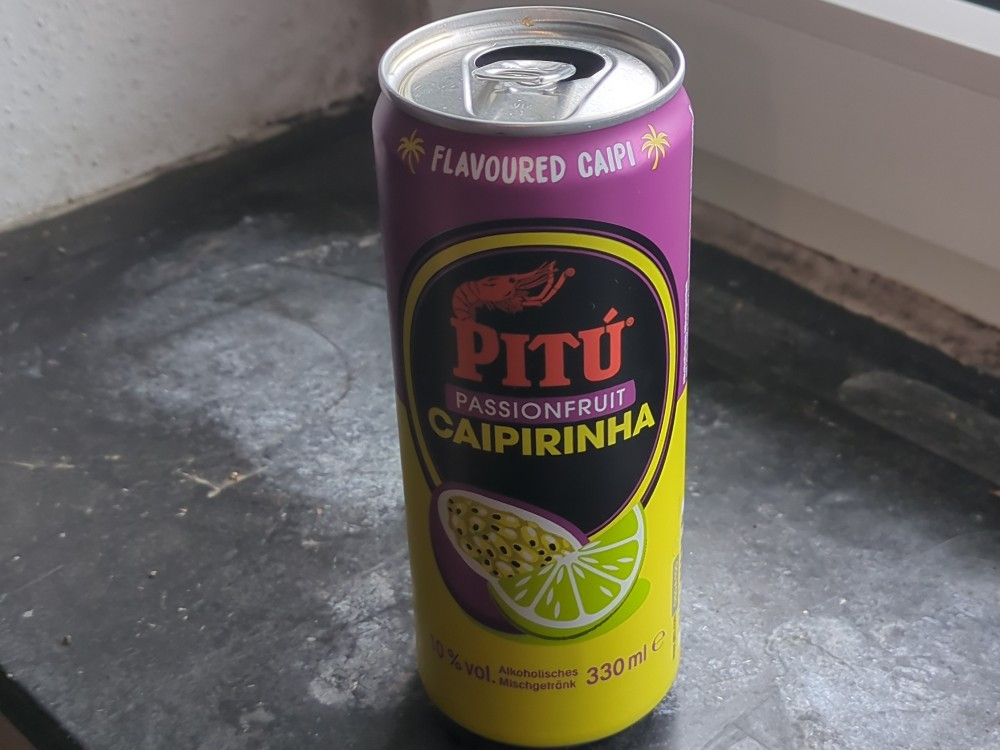 FLAVOURED CAIPI
PITÚ
PASSIONFRUIT
CAIPIRINHA
10 % vol. Alkoholisches
Mischgetränk 330 ml ℮